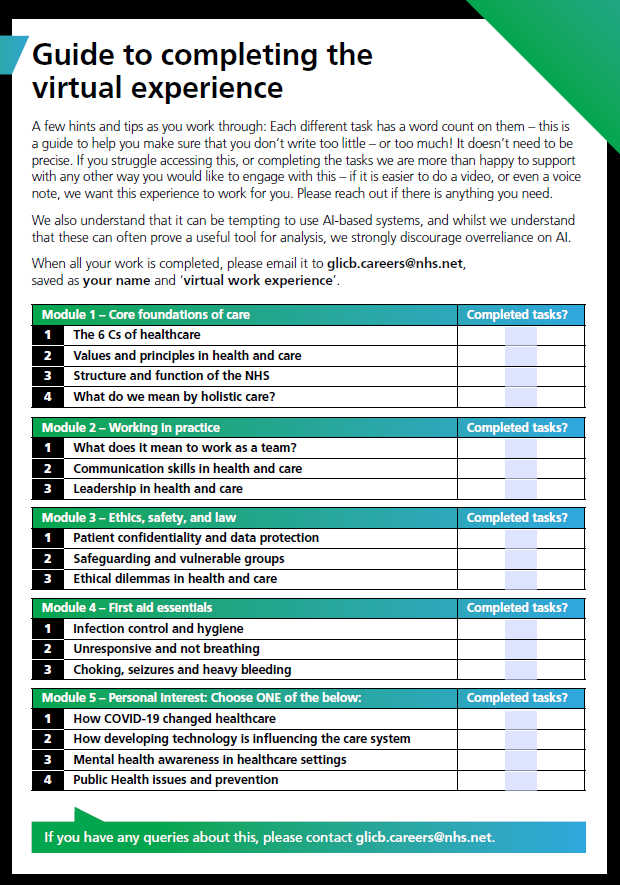 Guide to completing the
virtual experience
A few hints and tips as you work through: Each different task has a word count on them – this is
a guide to help you make sure that you don't write too little – or too much! It doesn't need to be
precise. If you struggle accessing this, or completing the tasks we are more than happy to support
with any other way you would like to engage with this – if it is easier to do a video, or even a voice
note, we want this experience to work for you. Please reach out if there is anything you need.
We also understand that it can be tempting to use AI-based systems, and whilst we understand
that these can often prove a useful tool for analysis, we strongly discourage overreliance on AI.
When all your work is completed, please email it to glicb.careers@nhs.net,
saved as your name and 'virtual work experience'.
Module 1 – Core foundations of care Completed tasks?
1 The 6 Cs of healthcare
2 Values and principles in health and care
3 Structure and function of the NHS
4 What do we mean by holistic care?
Module 2 – Working in practice Completed tasks?
1 What does it mean to work as a team?
2 Communication skills in health and care
3 Leadership in health and care
Module 3 – Ethics, safety, and law Completed tasks?
1 Patient confidentiality and data protection
2 Safeguarding and vulnerable groups
3 Ethical dilemmas in health and care
Module 4 – First aid essentials Completed tasks?
1 Infection control and hygiene
2 Unresponsive and not breathing
3 Choking, seizures and heavy bleeding
Module 5 – Personal Interest: Choose ONE of the below: Completed tasks?
1 How COVID-19 changed healthcare
2 How developing technology is influencing the care system
3 Mental health awareness in healthcare settings
4 Public Health issues and prevention
If you have any queries about this, please contact glicb.careers@nhs.net.